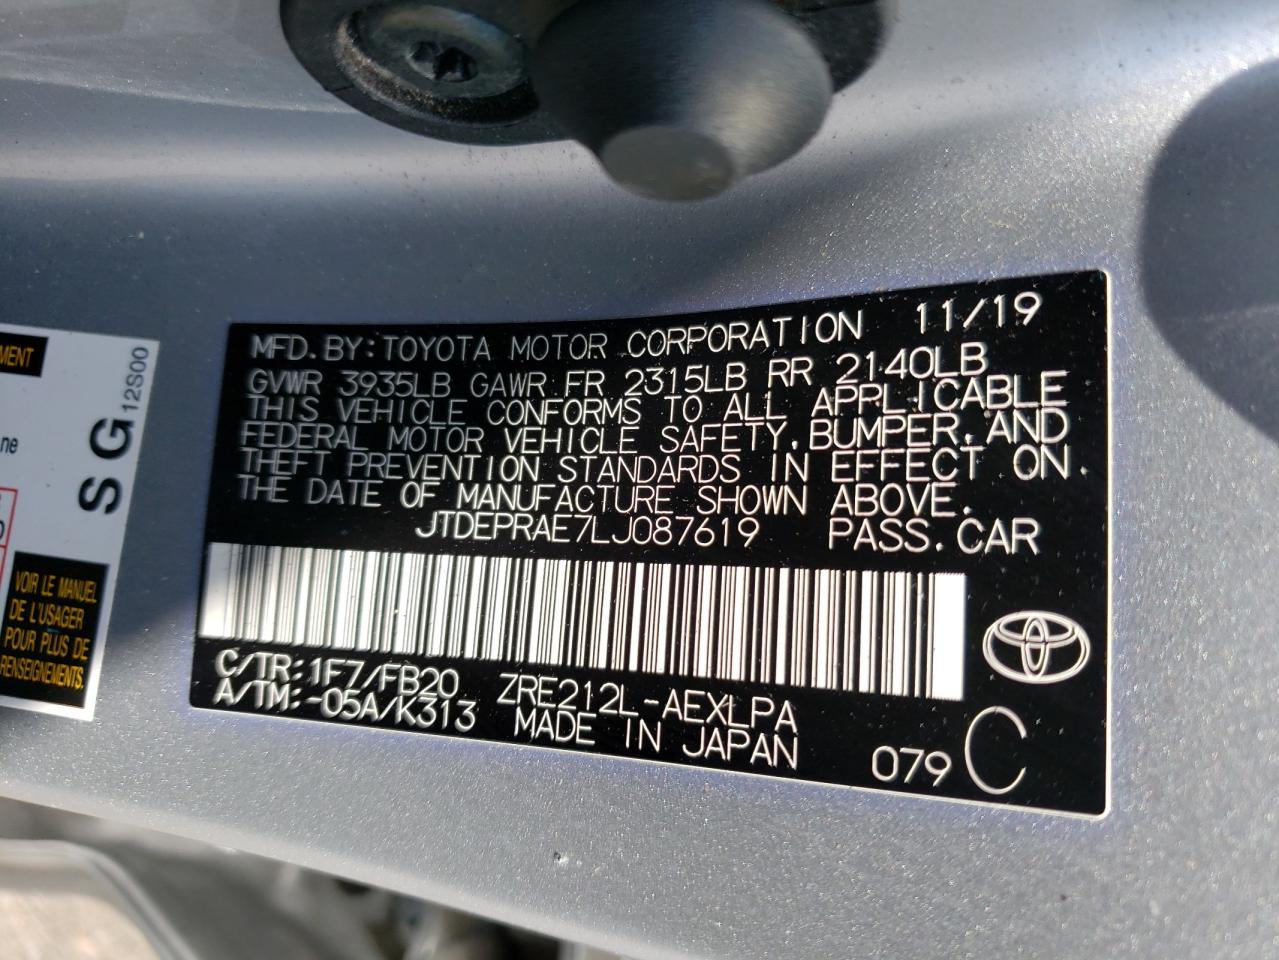 MFD.BY:TOYOTA MOTOR CORPORATION 11/19
GVWR 3935LB GAWR FR 2315LB RR 2140LB
THIS VEHICLE CONFORMS TO ALL APPLICABLE
FEDERAL MOTOR VEHICLE SAFETY,BUMPER,AND
THEFT PREVENTION STANDARDS IN EFFECT ON
THE DATE OF MANUFACTURE SHOWN ABOVE.
JTDEPRAE7LJ087619 PASS.CAR
C/TR:1F7/FB20 ZRE212L-AEXLPA
A/TM:-05A/K313 MADE IN JAPAN
079 C
SG
12S00
VOIR LE MANUEL
DE L'USAGER
POUR PLUS DE
RENSEIGNEMENTS.